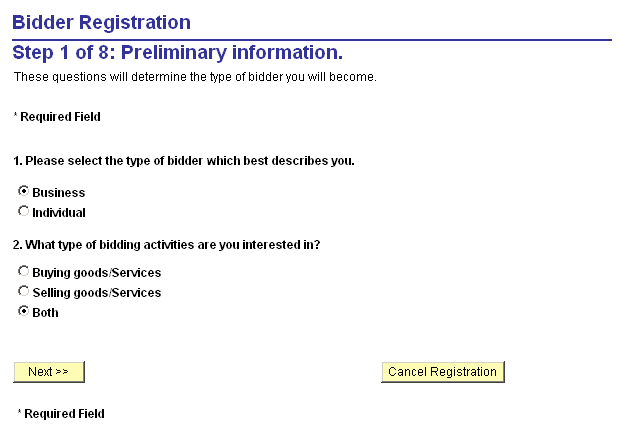 Bidder Registration
Step 1 of 8: Preliminary information.
These questions will determine the type of bidder you will become.
* Required Field
1. Please select the type of bidder which best describes you.
Business
Individual
2. What type of bidding activities are you interested in?
Buying goods/Services
Selling goods/Services
Both
Next >>
Cancel Registration
* Required Field